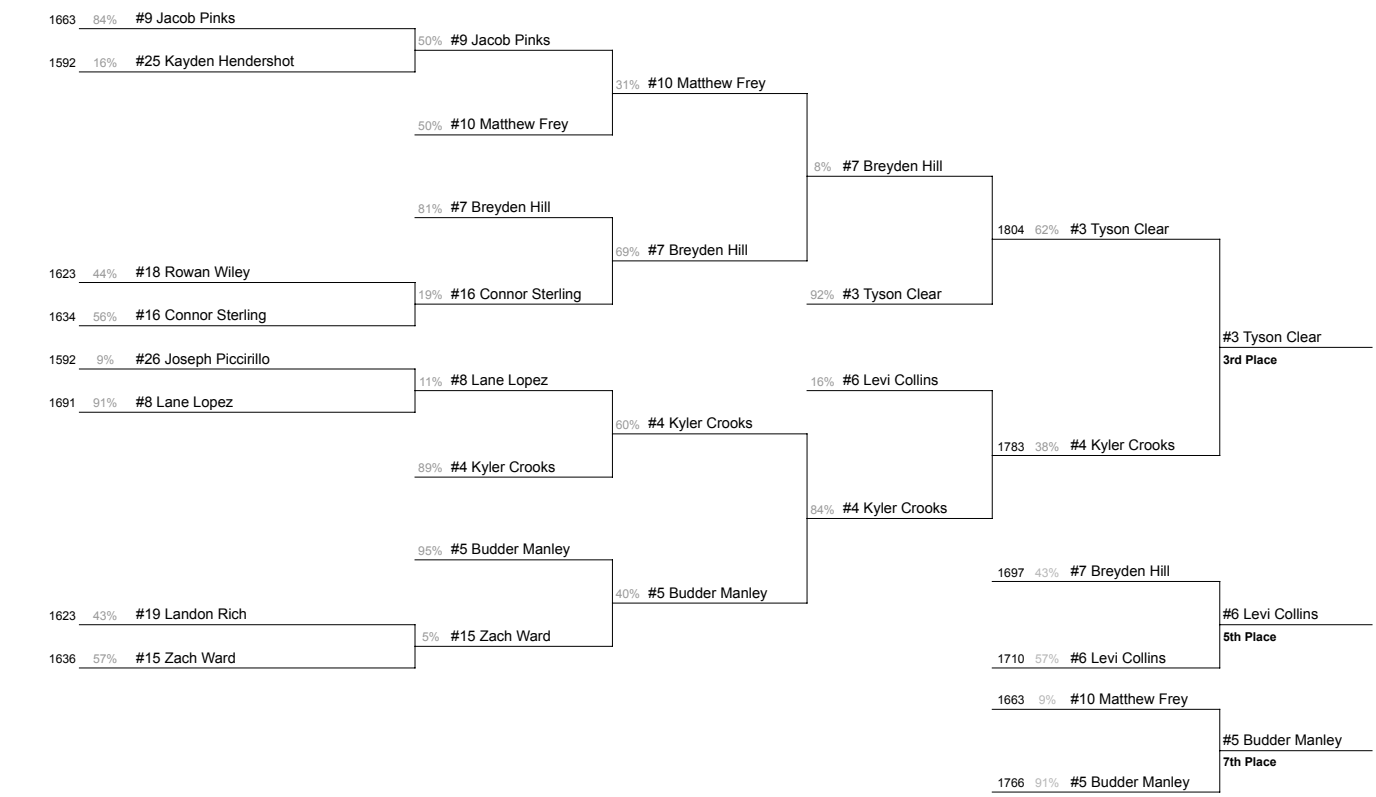 1663 84% #9 Jacob Pinks
50% #9 Jacob Pinks
1592 16% #25 Kayden Hendershot
31% #10 Matthew Frey
50% #10 Matthew Frey
8% #7 Breyden Hill
81% #7 Breyden Hill
1804 62% #3 Tyson Clear
69% #7 Breyden Hill
1623 44% #18 Rowan Wiley
19% #16 Connor Sterling
92% #3 Tyson Clear
1634 56% #16 Connor Sterling
#3 Tyson Clear
3rd Place
1592 9% #26 Joseph Piccirillo
11% #8 Lane Lopez
16% #6 Levi Collins
1691 91% #8 Lane Lopez
60% #4 Kyler Crooks
1783 38% #4 Kyler Crooks
89% #4 Kyler Crooks
84% #4 Kyler Crooks
95% #5 Budder Manley
1697 43% #7 Breyden Hill
40% #5 Budder Manley
1623 43% #19 Landon Rich
#6 Levi Collins
5% #15 Zach Ward
5th Place
1636 57% #15 Zach Ward
1710 57% #6 Levi Collins
1663 9% #10 Matthew Frey
#5 Budder Manley
7th Place
1766 91% #5 Budder Manley